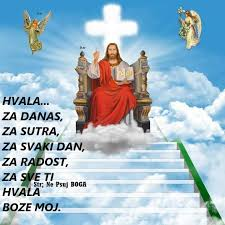 HVALA...
ZA DANAS,
ZA SUTRA,
ZA SVAKI DAN,
ZA RADOST,
ZA SVE TI
Str; Ne Psuj BOGA
HVALA
BOZE MOJ.